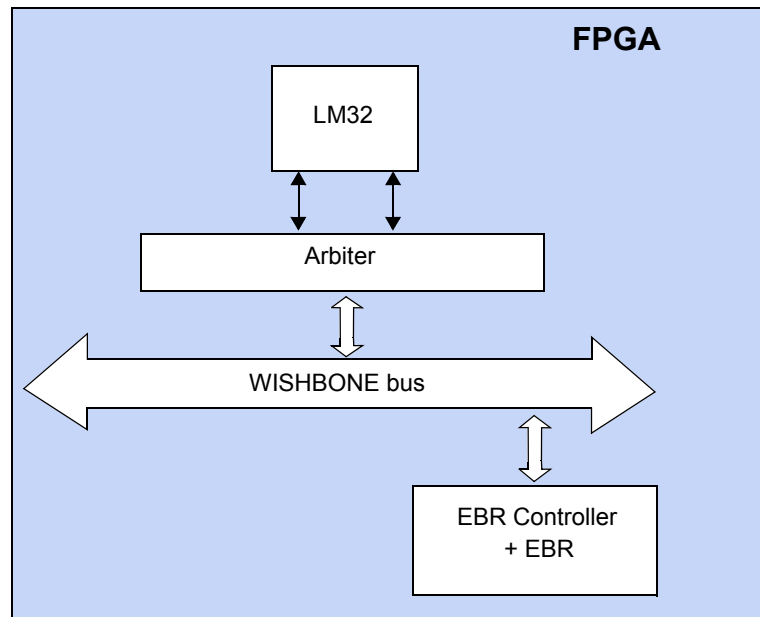 FPGA
LM32
Arbiter
WISHBONE bus
EBR Controller
+ EBR